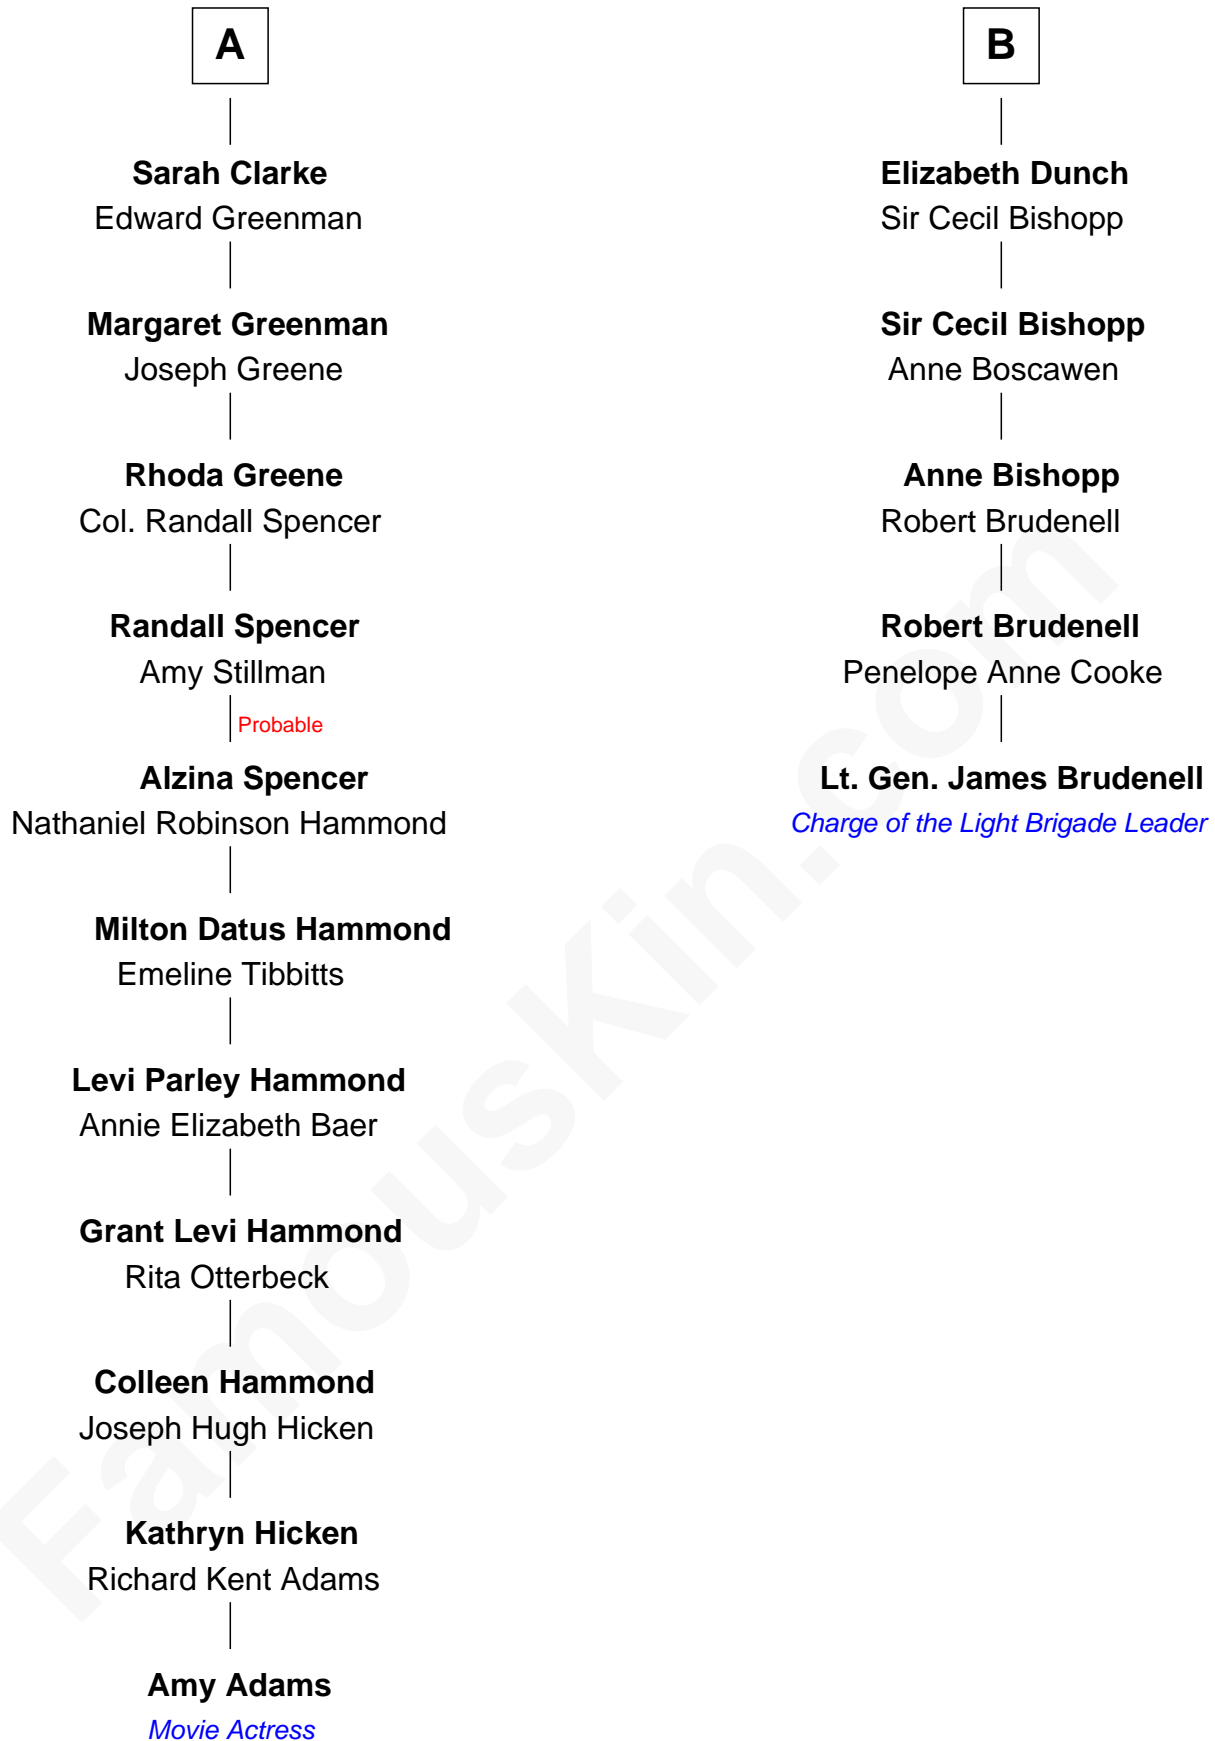 A
Sarah Clarke
Edward Greenman
Margaret Greenman
Joseph Greene
Rhoda Greene
Col. Randall Spencer
Randall Spencer
Amy Stillman
Probable
Alzina Spencer
Nathaniel Robinson Hammond
Milton Datus Hammond
Emeline Tibbitts
Levi Parley Hammond
Annie Elizabeth Baer
Grant Levi Hammond
Rita Otterbeck
Colleen Hammond
Joseph Hugh Hicken
Kathryn Hicken
Richard Kent Adams
Amy Adams
Movie Actress
B
Elizabeth Dunch
Sir Cecil Bishopp
Sir Cecil Bishopp
Anne Boscawen
Anne Bishopp
Robert Brudenell
Robert Brudenell
Penelope Anne Cooke
Lt. Gen. James Brudenell
Charge of the Light Brigade Leader
FamousKin.com